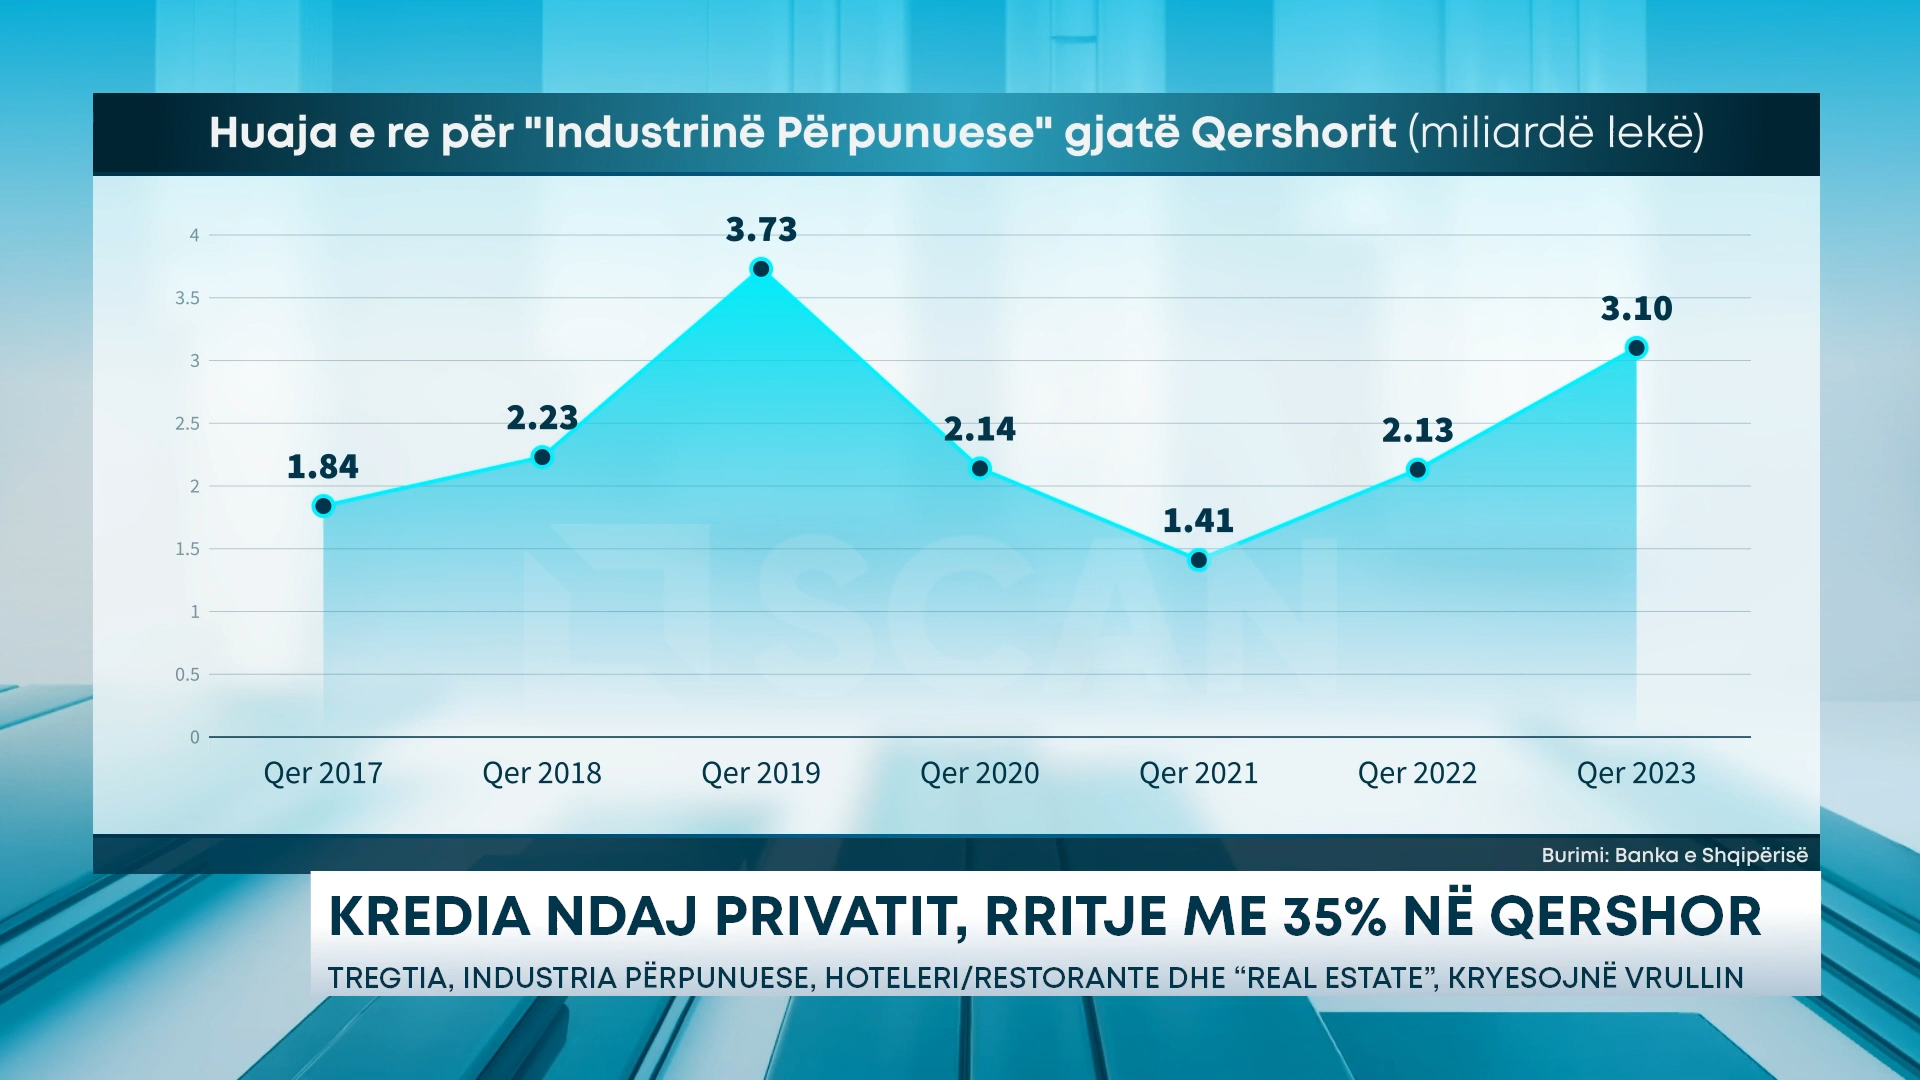 Huaja e re për "Industrinë Përpunuese" gjatë Qershorit (miliardë lekë)
4
3.5
3
2.5
2
1.5
1
0.5
0
1.84
2.23
3.73
2.14
1.41
2.13
3.10
SCAN
Qer 2017
Qer 2018
Qer 2019
Qer 2020
Qer 2021
Qer 2022
Qer 2023
Burimi: Banka e Shqipërisë
KREDIA NDAJ PRIVATIT, RRITJE ME 35% NË QERSHOR
TREGTIA, INDUSTRIA PËRPUNUESE, HOTELERI/RESTORANTE DHE “REAL ESTATE”, KRYESOJNË VRULLIN